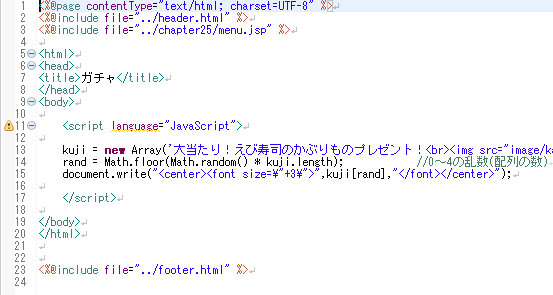 1 <%@page contentType="text/html; charset=UTF-8" %>
2 <%@include file="../header.html" %>
3 <%@include file="../chapter25/menu.jsp" %>
4
5 <html>
6 <head>
7 <title>ガチャ</title>
8 </head>
9 <body>
10
11 <script language="JavaScript">
12
13 kuji = new Array('大当たり！えび寿司のかぶりものプレゼント！<br><img src="image/ka
14 rand = Math.floor(Math.random() * kuji.length); //0～4の乱数(配列の数)
15 document.write("<center><font size=¥"+3¥">",kuji[rand],"</font></center>");
16
17 </script>
18
19 </body>
20 </html>
21
22
23 <%@include file="../footer.html" %>
24